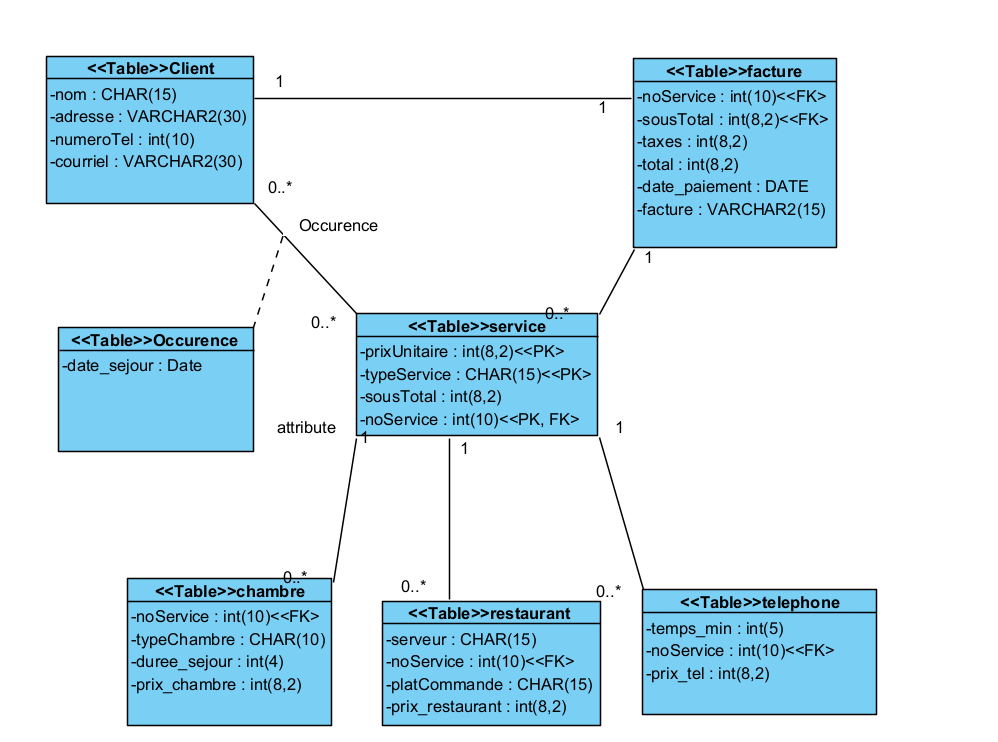 <<Table>>Client
-nom : CHAR(15)
-adresse : VARCHAR2(30)
-numeroTel : int(10)
-courriel : VARCHAR2(30)
1
1
<<Table>>facture
-noService : int(10)<<FK>
-sousTotal : int(8,2)<<FK>
-taxes : int(8,2)
-total : int(8,2)
-date_paiement : DATE
-facture : VARCHAR2(15)
0..*
Occurence
0..*
1
0..*
<<Table>>Occurence
-date_sejour : Date
<<Table>>service
-prixUnitaire : int(8,2)<<PK>
-typeService : CHAR(15)<<PK>
-sousTotal : int(8,2)
-noService : int(10)<<PK, FK>
attribute
1
1
1
0..*
0..*
0..*
<<Table>>chambre
-noService : int(10)<<FK>
-typeChambre : CHAR(10)
-duree_sejour : int(4)
-prix_chambre : int(8,2)
<<Table>>restaurant
-serveur : CHAR(15)
-noService : int(10)<<FK>
-platCommande : CHAR(15)
-prix_restaurant : int(8,2)
<<Table>>telephone
-temps_min : int(5)
-noService : int(10)<<FK>
-prix_tel : int(8,2)